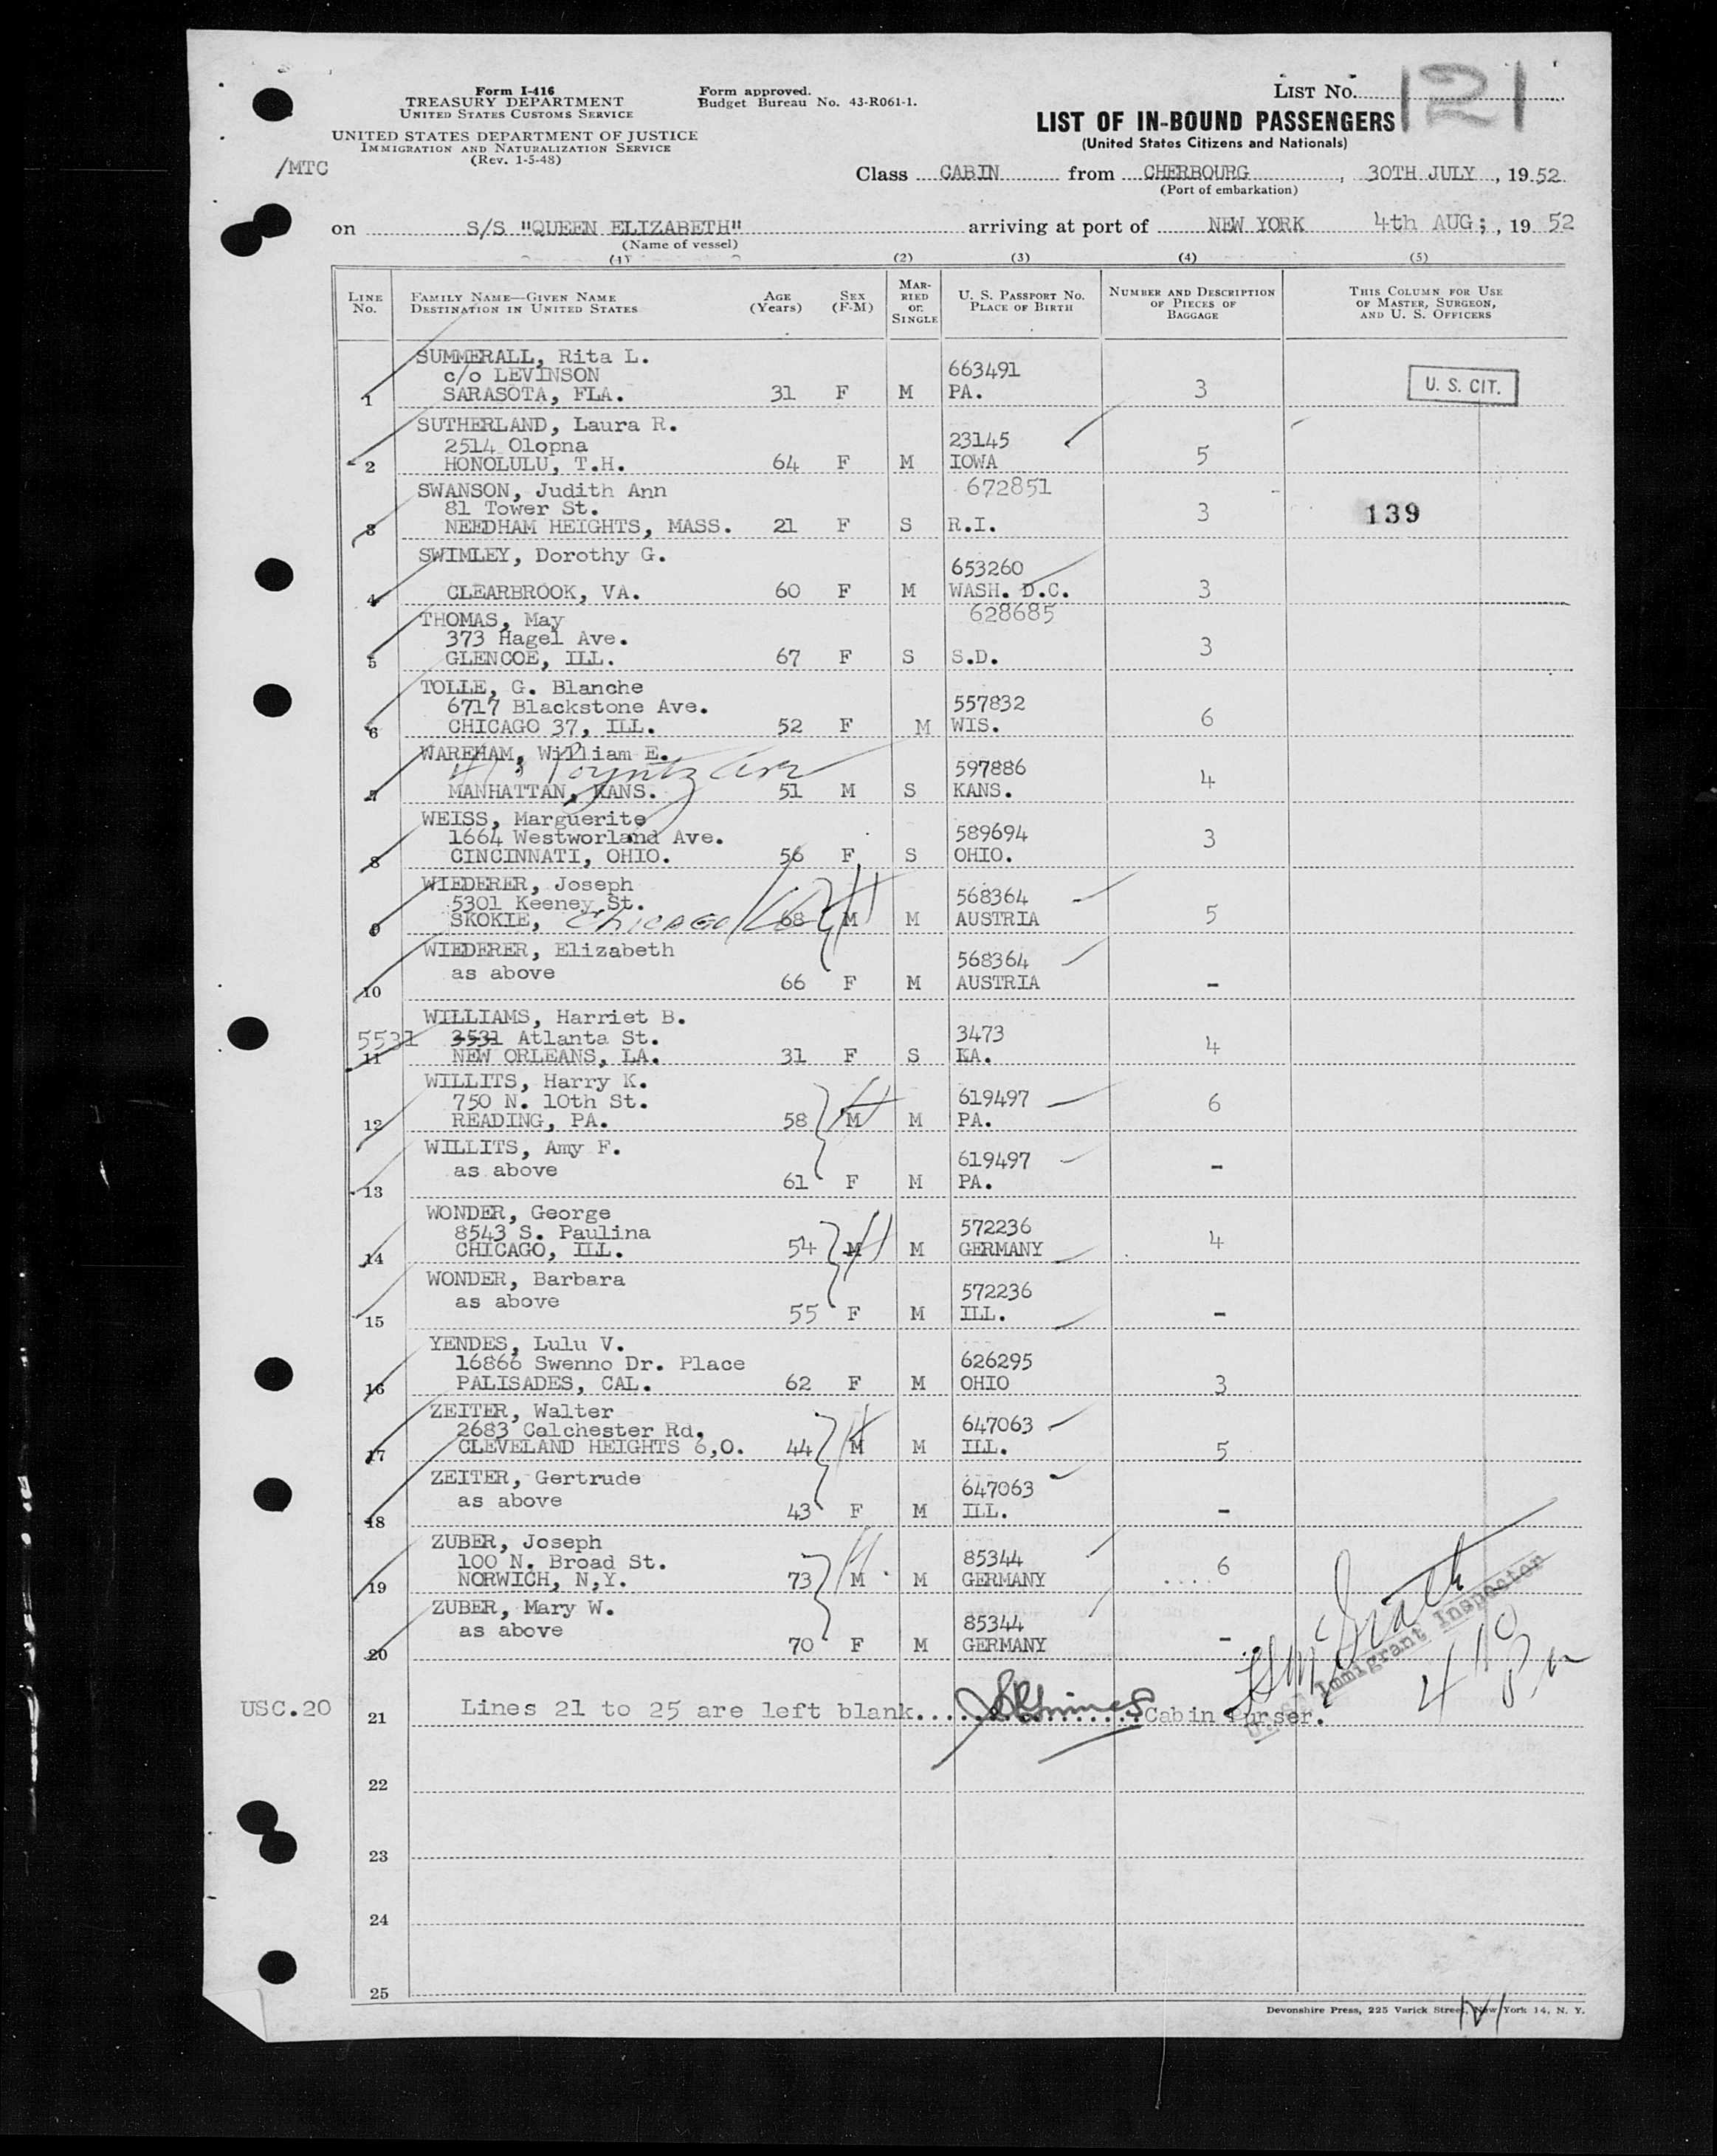 Form I-416
TREASURY DEPARTMENT
UNITED STATES CUSTOMS SERVICE
UNITED STATES DEPARTMENT OF JUSTICE
IMMIGRATION AND NATURALIZATION SERVICE
(Rev. 1-5-48)
/MTC
Form approved.
Budget Bureau No. 43-R061-1.
LIST NO. 121
LIST OF IN-BOUND PASSENGERS
(United States Citizens and Nationals)
Class CABIN from CHERBOURG, 30TH JULY, 1952
(Port of embarkation)
on S/S "QUEEN ELIZABETH" arriving at port of NEW YORK 4th AUG;, 1952
(Name of vessel)
(1) (2) (3) (4) (5)
LINE NO.
FAMILY NAME—GIVEN NAME
DESTINATION IN UNITED STATES
AGE (Years)
SEX (F-M)
MARRIED OR SINGLE
U. S. PASSPORT NO.
PLACE OF BIRTH
NUMBER AND DESCRIPTION OF PIECES OF BAGGAGE
THIS COLUMN FOR USE OF MASTER, SURGEON, AND U. S. OFFICERS
SUMMERALL, Rita L.
c/o LEVINSON 663491
1 SARASOTA, FLA. 31 F M PA. 3 U. S. CIT.
SUTHERLAND, Laura R.
2514 Olopna 23145
2 HONOLULU, T.H. 64 F M IOWA 5
SWANSON, Judith Ann 672851
81 Tower St.
3 NEEDHAM HEIGHTS, MASS. 21 F S R.I. 3 139
SWIMLEY, Dorothy G.
653260
4 CLEARBROOK, VA. 60 F M WASH. D.C. 3
THOMAS, May 628685
373 Hagel Ave.
5 GLENCOE, ILL. 67 F S S.D. 3
TOLLE, G. Blanche
6717 Blackstone Ave. 557832
6 CHICAGO 37, ILL. 52 F M WIS. 6
WAREHAM, William E.
Poyntz Ave 597886
7 MANHATTAN, KANS. 51 M S KANS. 4
WEISS, Marguerite
1664 Westworland Ave. 589694
8 CINCINNATI, OHIO. 56 F S OHIO. 3
WIEDERER, Joseph
5301 Keeney St. 568364
9 SKOKIE, Chicago 68 M M AUSTRIA 5
WIEDERER, Elizabeth
as above 568364
10 66 F M AUSTRIA -
WILLIAMS, Harriet B.
5531 3531 Atlanta St. 3473
11 NEW ORLEANS, LA. 31 F S KA. 4
WILLITS, Harry K.
750 N. 10th St. 619497
12 READING, PA. 58 M M PA. 6
WILLITS, Amy F.
as above 619497
13 61 F M PA. -
WONDER, George
8543 S. Paulina 572236
14 CHICAGO, ILL. 54 M M GERMANY 4
WONDER, Barbara
as above 572236
15 55 F M ILL. -
YENDES, Lulu V.
16866 Swenno Dr. Place 626295
16 PALISADES, CAL. 62 F M OHIO 3
ZEITER, Walter
2683 Calchester Rd. 647063
17 CLEVELAND HEIGHTS 6,O. 44 M M ILL. 5
ZEITER, Gertrude
as above 647063
18 43 F M ILL. -
ZUBER, Joseph
100 N. Broad St. 85344
19 NORWICH, N,Y. 73 M M GERMANY .... 6
ZUBER, Mary W.
as above 85344
20 70 F M GERMANY -
Immigrant Inspector
USC.20 21 Lines 21 to 25 are left blank.................Cabin Purser.
22
23
24
25
Devonshire Press, 225 Varick Street, New York 14, N. Y.